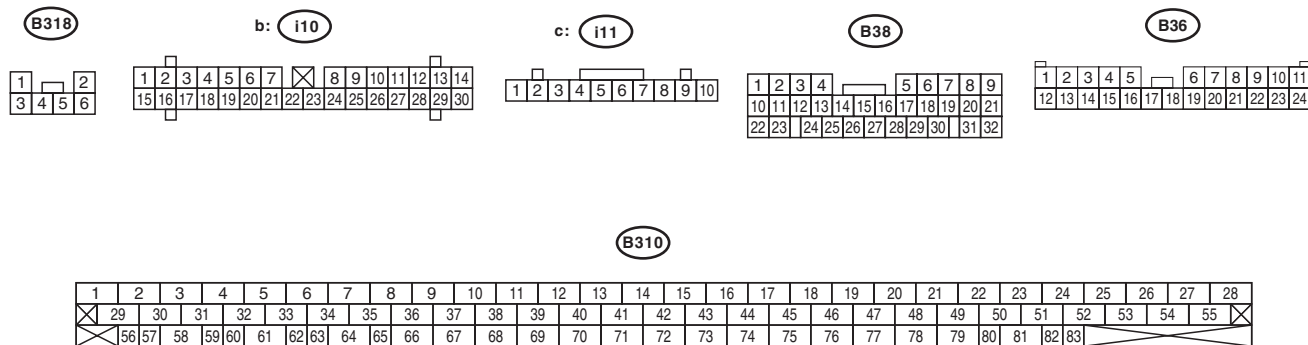 B318
b: i10
c: i11
B38
B36
1 2
3 4 5 6
1 2 3 4 5 6 7 8 9 10 11 12 13 14
15 16 17 18 19 20 21 22 23 24 25 26 27 28 29 30
1 2 3 4 5 6 7 8 9 10
1 2 3 4 5 6 7 8 9
10 11 12 13 14 15 16 17 18 19 20 21
22 23 24 25 26 27 28 29 30 31 32
1 2 3 4 5 6 7 8 9 10 11
12 13 14 15 16 17 18 19 20 21 22 23 24
B310
1 2 3 4 5 6 7 8 9 10 11 12 13 14 15 16 17 18 19 20 21 22 23 24 25 26 27 28
29 30 31 32 33 34 35 36 37 38 39 40 41 42 43 44 45 46 47 48 49 50 51 52 53 54 55
56 57 58 59 60 61 62 63 64 65 66 67 68 69 70 71 72 73 74 75 76 77 78 79 80 81 82 83